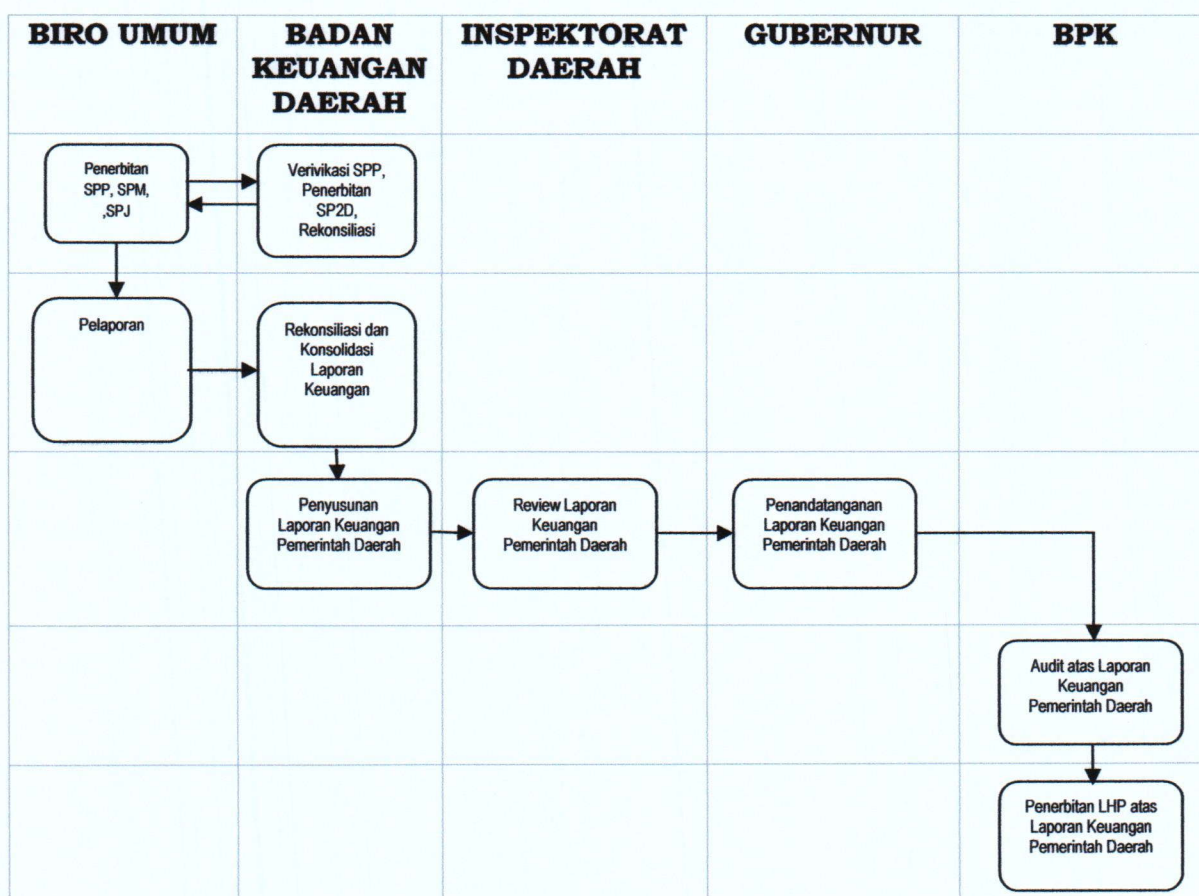 BIRO UMUM
BADAN
KEUANGAN
DAERAH
INSPEKTORAT
DAERAH
GUBERNUR
BPK
Penerbitan
SPP, SPM,
,SPJ
Verivikasi SPP,
Penerbitan
SP2D,
Rekonsiliasi
Pelaporan
Rekonsiliasi dan
Konsolidasi
Laporan
Keuangan
Penyusunan
Laporan Keuangan
Pemerintah Daerah
Review Laporan
Keuangan
Pemerintah Daerah
Penandatanganan
Laporan Keuangan
Pemerintah Daerah
Audit atas Laporan
Keuangan
Pemerintah Daerah
Penerbitan LHP atas
Laporan Keuangan
Pemerintah Daerah